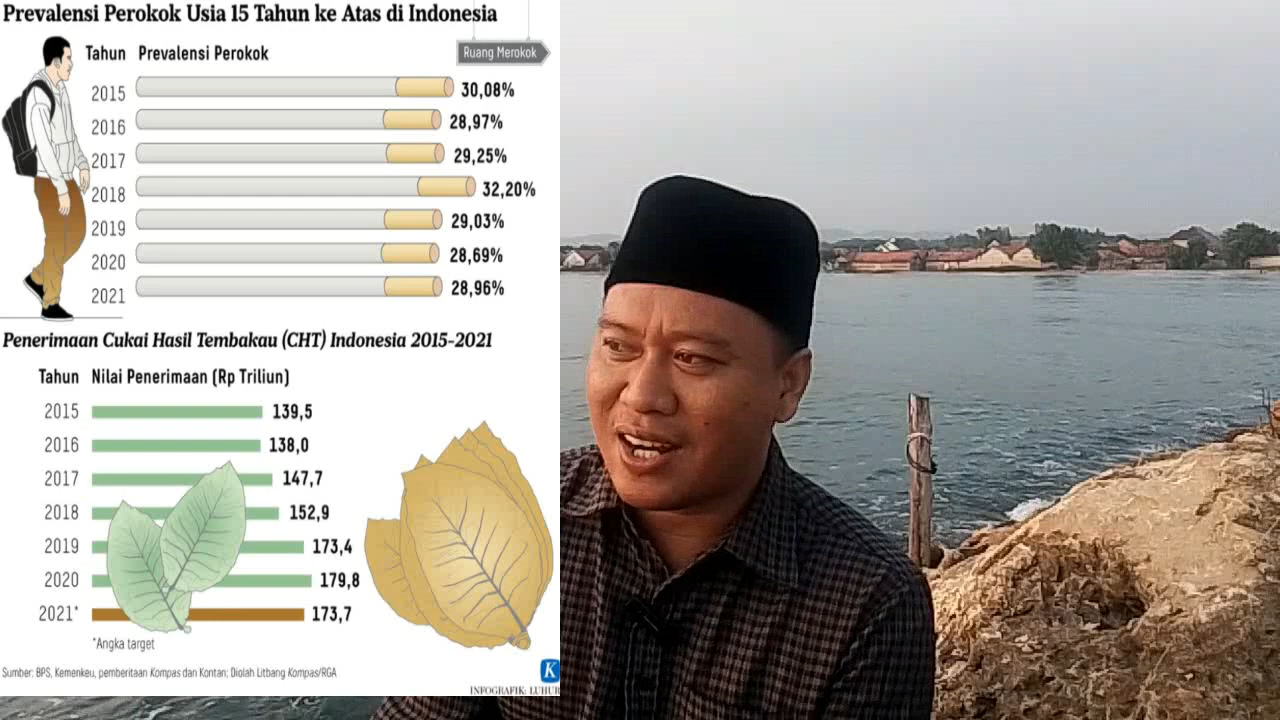 Prevalensi Perokok Usia 15 Tahun ke Atas di Indonesia
Tahun Prevalensi Perokok
Ruang Merokok
2015 30,08%
2016 28,97%
2017 29,25%
2018 32,20%
2019 29,03%
2020 28,69%
2021 28,96%
Penerimaan Cukai Hasil Tembakau (CHT) Indonesia 2015-2021
Tahun Nilai Penerimaan (Rp Triliun)
2015 139,5
2016 138,0
2017 147,7
2018 152,9
2019 173,4
2020 179,8
2021* 173,7
*Angka target
Sumber: BPS, Kemenkeu, pemberitaan Kompas dan Kontan; Diolah Litbang Kompas/RGA
K
INFOGRAFIK: LUHUR